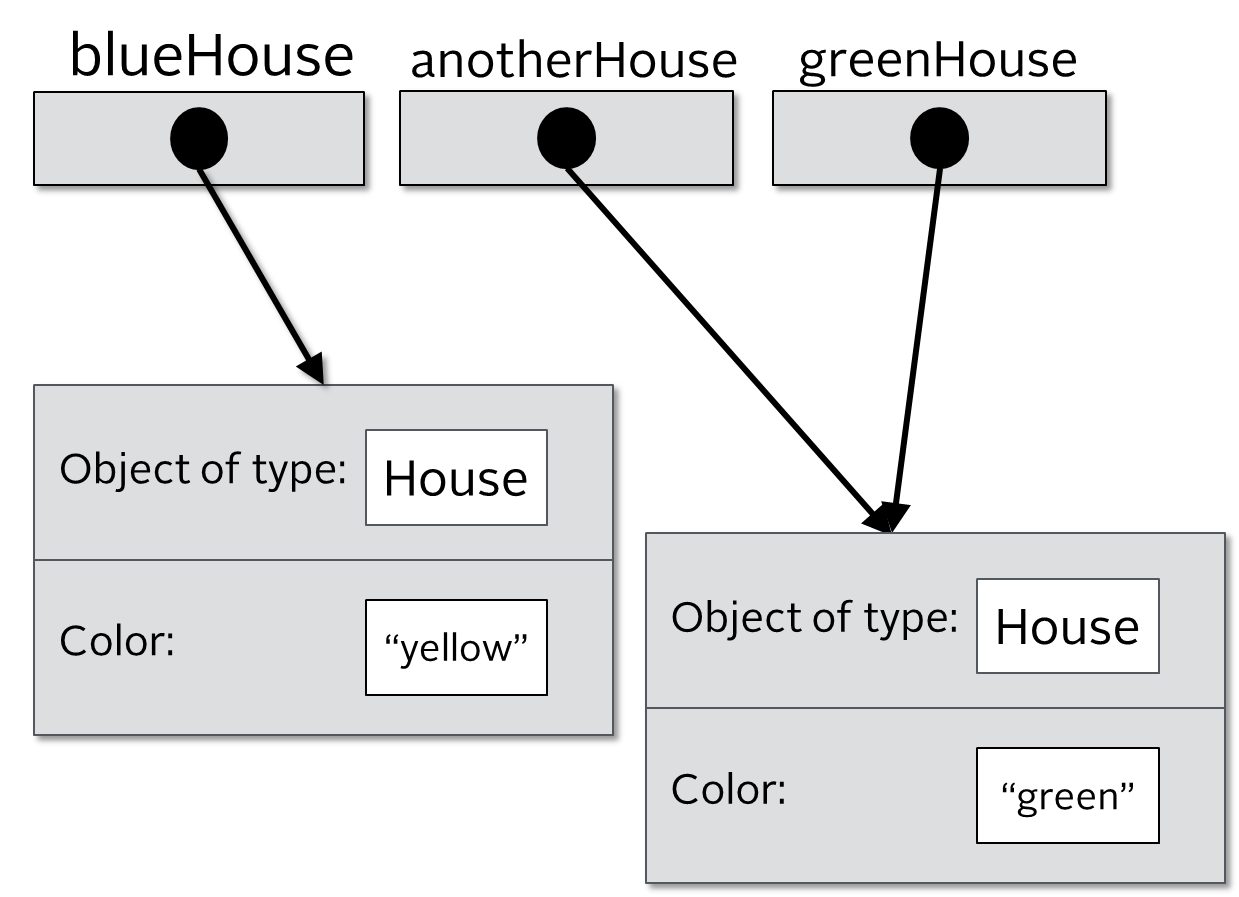 blueHouse
anotherHouse
greenHouse
Object of type: House
Color: “yellow”
Object of type: House
Color: “green”